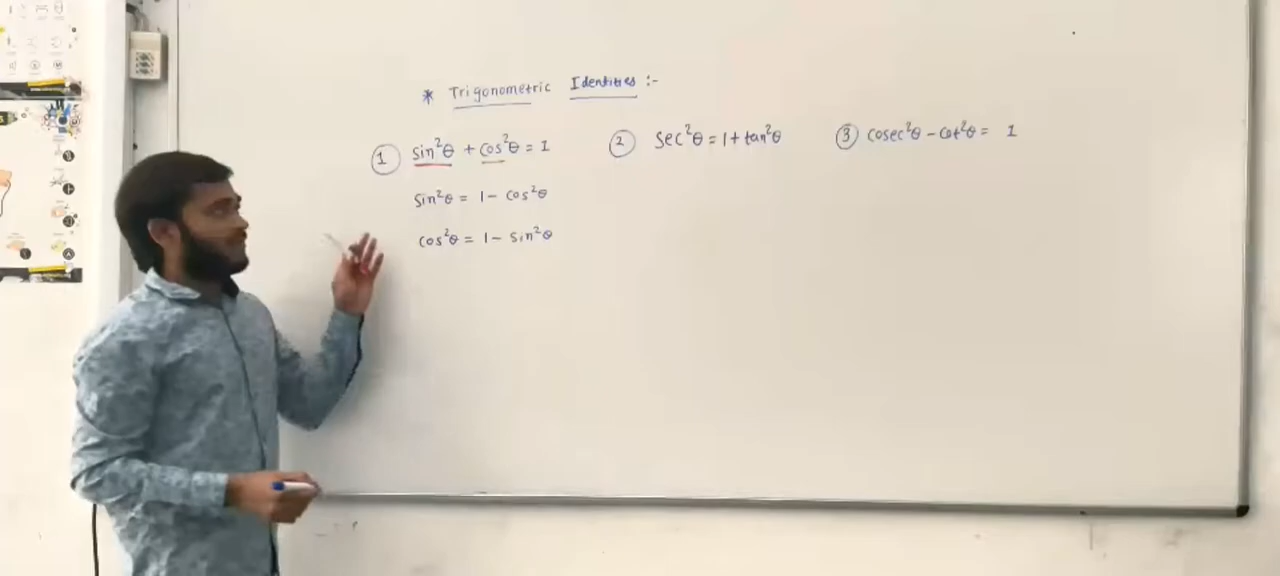 * Trigonometric Identities :-
① sin²θ + cos²θ = 1
sin²θ = 1 - cos²θ
cos²θ = 1 - sin²θ
② sec²θ = 1 + tan²θ
③ cosec²θ - cot²θ = 1